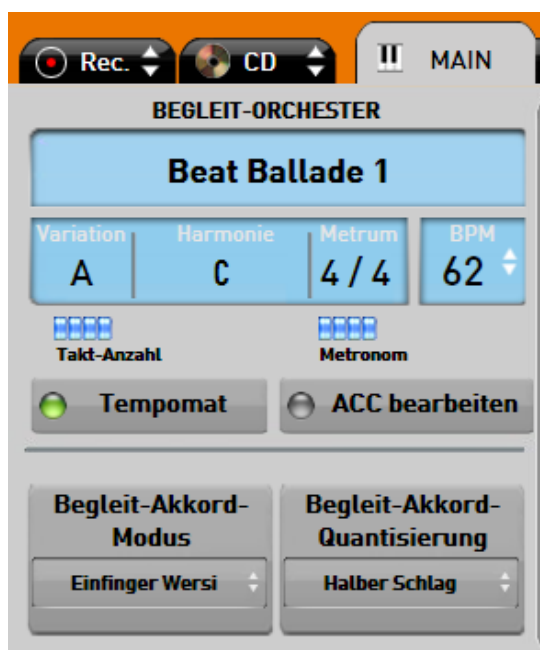 Rec. CD MAIN
BEGLEIT-ORCHESTER
Beat Ballade 1
Variation Harmonie Metrum BPM
A C 4 / 4 62
Takt-Anzahl Metronom
Tempomat ACC bearbeiten
Begleit-Akkord- Begleit-Akkord-
Modus Quantisierung
Einfinger Wersi Halber Schlag